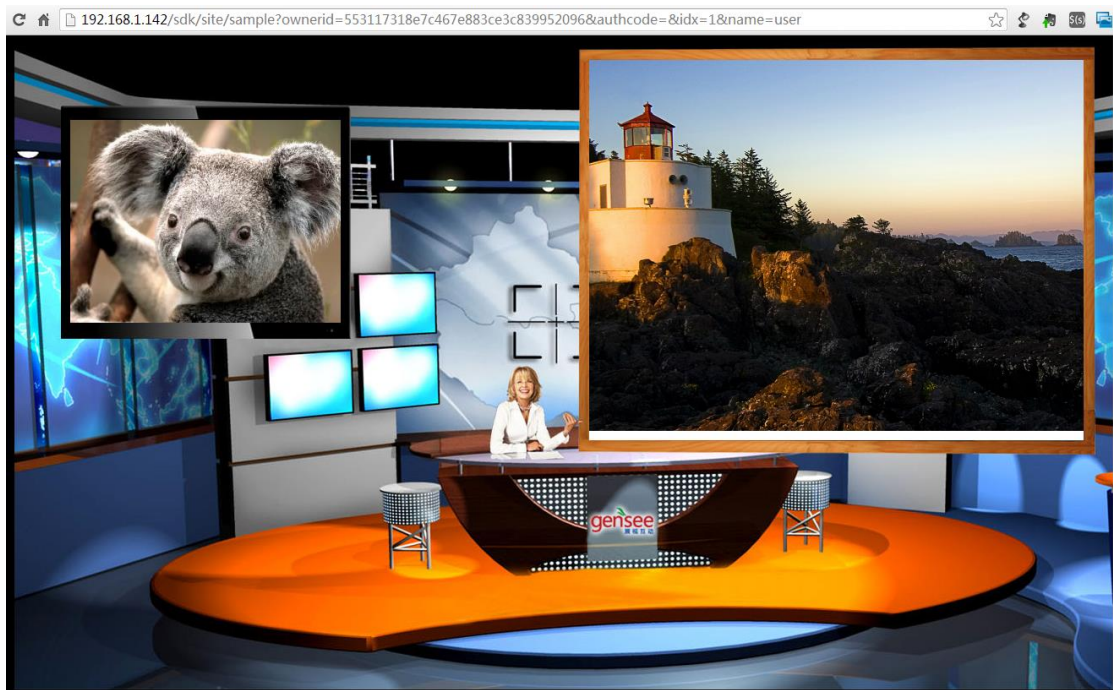 192.168.1.142/sdk/site/sample?ownerid=553117318e7c467e883ce3c839952096&authcode=&idx=1&name=user
S(s)
gensee